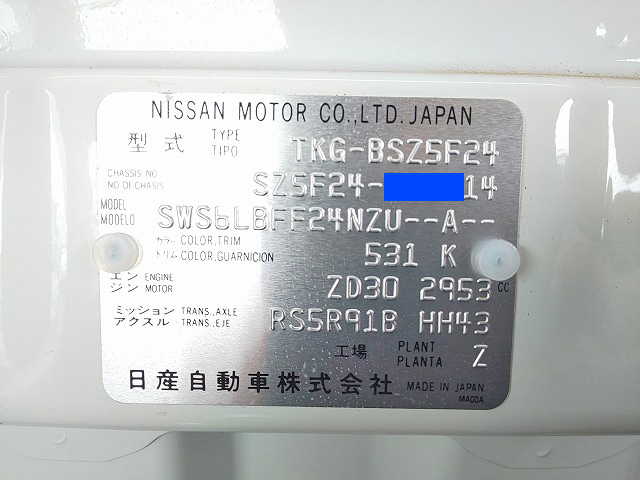 NISSAN MOTOR CO.,LTD. JAPAN
型式 TYPE TIPO TKG-BSZ5F24
CHASSIS NO NO.DE CHASIS SZ5F24- 14
MODEL MODELO SWS6LBFF24NZU--A--
カラー COLOR,TRIM
トリム COLOR,GUARNICION 531 K
エンジン ENGINE MOTOR ZD30 2953 CC
ミッション TRANS.,AXLE
アクスル TRANS.,EJE RS5R91B HH43
工場 PLANT PLANTA Z
日産自動車株式会社 MADE IN JAPAN
MA00A